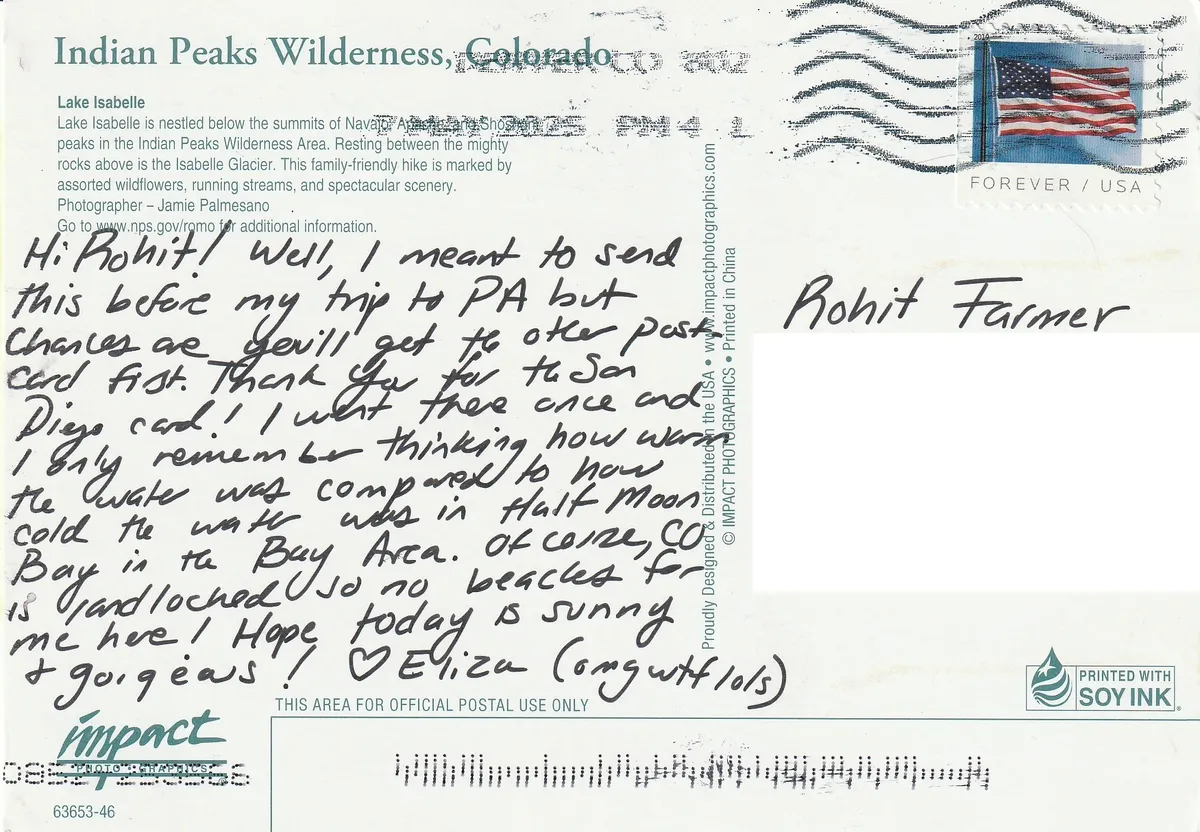 Indian Peaks Wilderness, Colorado
Lake Isabelle
Lake Isabelle is nestled below the summits of Navajo, Apache and Shoshoni
peaks in the Indian Peaks Wilderness Area. Resting between the mighty
rocks above is the Isabelle Glacier. This family-friendly hike is marked by
assorted wildflowers, running streams, and spectacular scenery.
Photographer – Jamie Palmesano
Go to www.nps.gov/romo for additional information.
CO 802
2025 PM 4 L
2019
FOREVER / USA
Hi Rohit! Well, I meant to send
this before my trip to PA but
chances are you'll get the other post-
card first. Thank you for the San
Diego card! I went there once and
I only remember thinking how warm
the water was compared to how
cold the water was in Half Moon
Bay in the Bay Area. Of corse, CO
is landlocked so no beaches for
me here! Hope today is sunny
+ gorgeous! ♡ Eliza (omgwtflols)
Proudly Designed & Distributed in the USA • www.impactphotographics.com
© IMPACT PHOTOGRAPHICS • Printed in China
Rohit Farmer
PRINTED WITH
SOY INK
THIS AREA FOR OFFICIAL POSTAL USE ONLY
impact
PHOTOGRAPHICS
63653-46